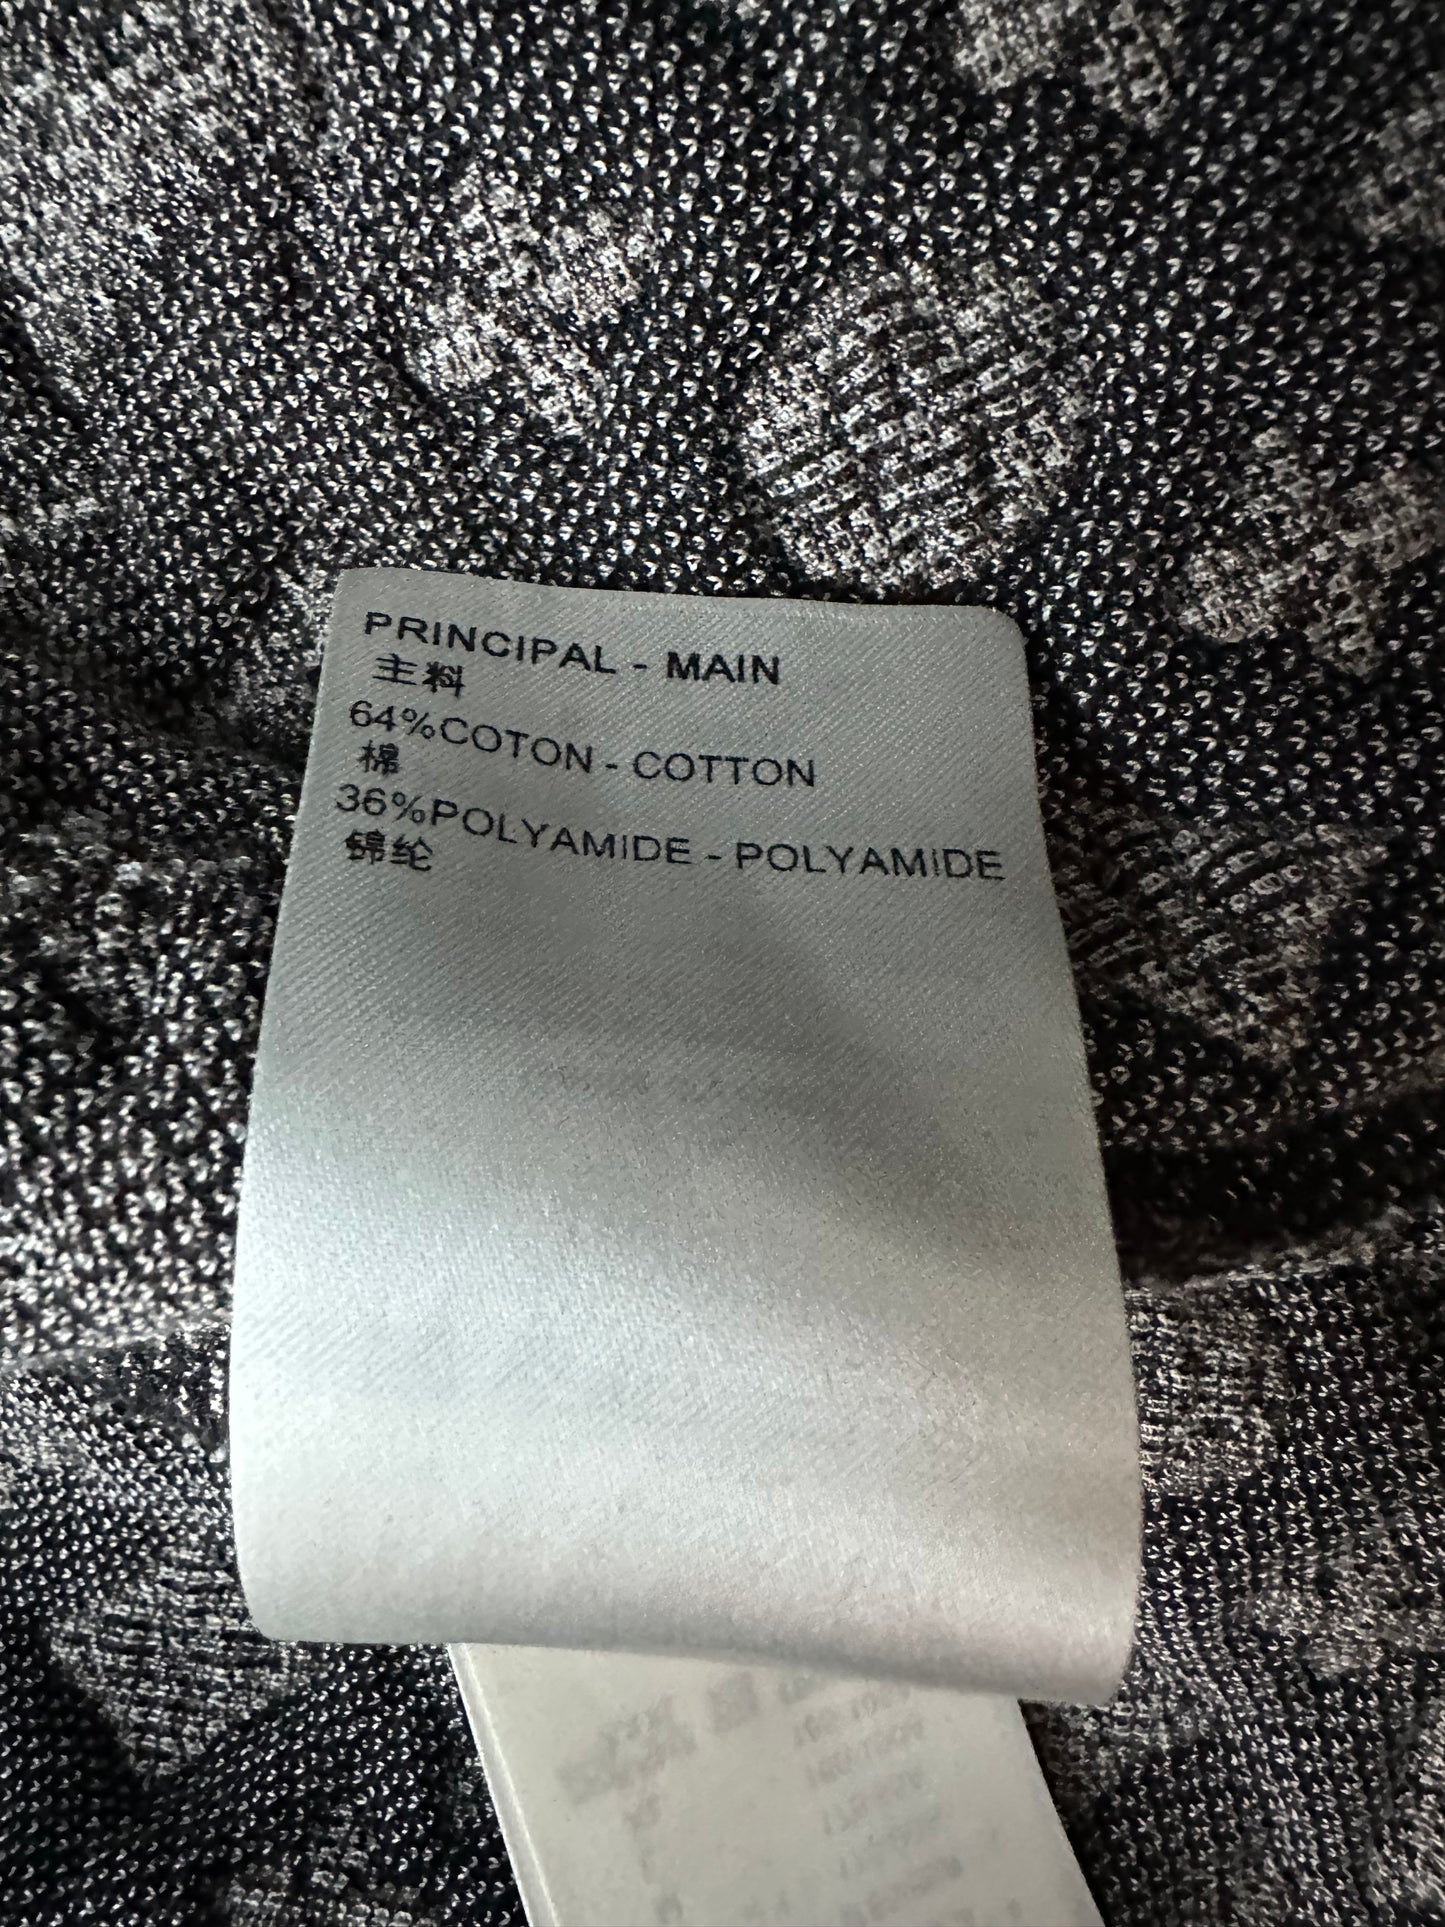 PRINCIPAL - MAIN
主料
64%COTON - COTTON
棉
36%POLYAMIDE - POLYAMIDE
锦纶